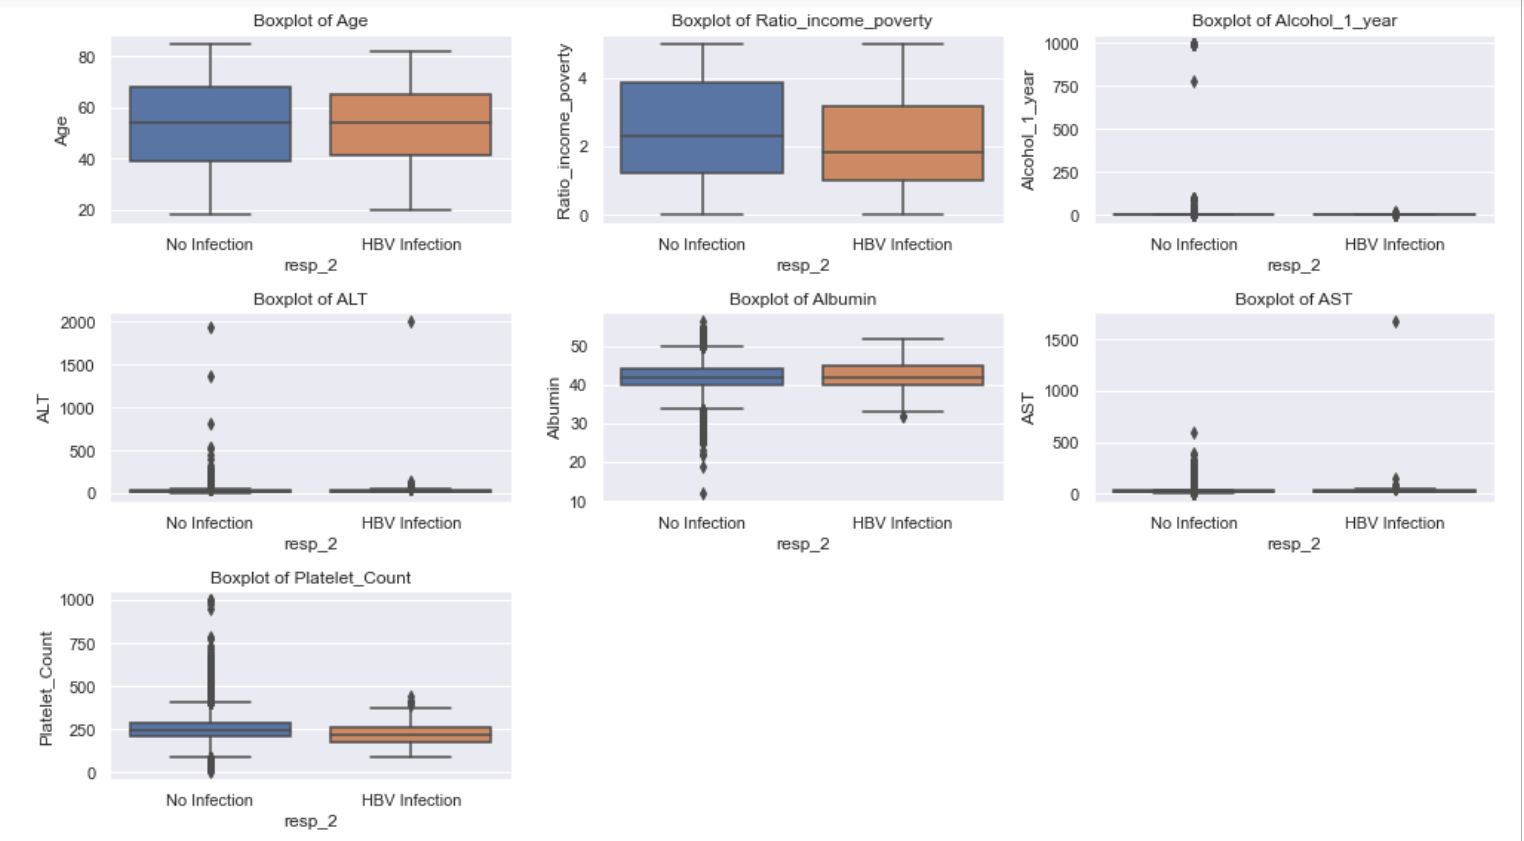 Boxplot of Age
Age
80
60
40
20
No Infection
HBV Infection
resp_2
Boxplot of Ratio_income_poverty
Ratio_income_poverty
4
2
0
No Infection
HBV Infection
resp_2
Boxplot of Alcohol_1_year
Alcohol_1_year
1000
750
500
250
0
No Infection
HBV Infection
resp_2
Boxplot of ALT
ALT
2000
1500
1000
500
0
No Infection
HBV Infection
resp_2
Boxplot of Albumin
Albumin
50
40
30
20
10
No Infection
HBV Infection
resp_2
Boxplot of AST
AST
1500
1000
500
0
No Infection
HBV Infection
resp_2
Boxplot of Platelet_Count
Platelet_Count
1000
750
500
250
0
No Infection
HBV Infection
resp_2